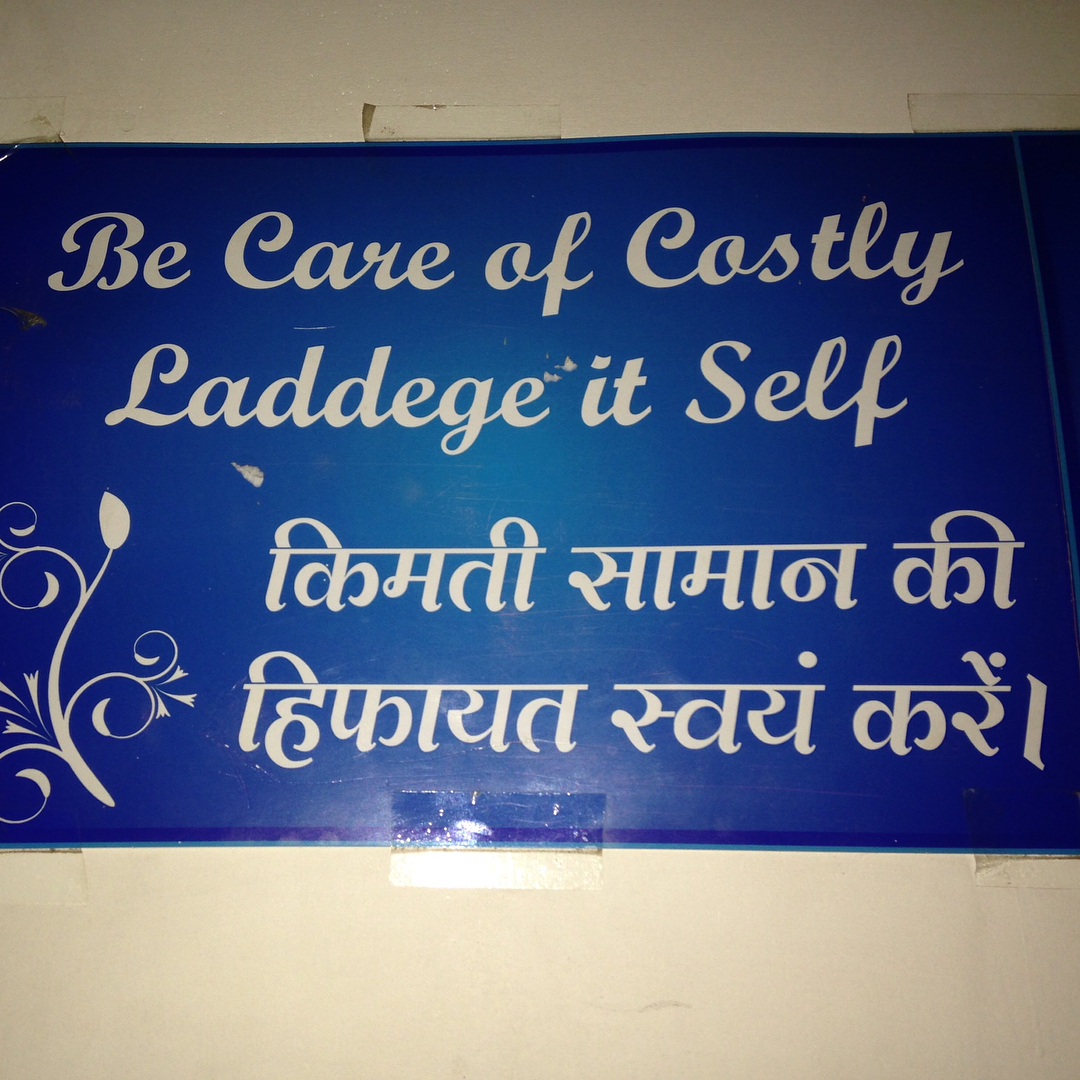 Be Care of Costly
Laddege it Self
किमती सामान की
हिफायत स्वयं करें।